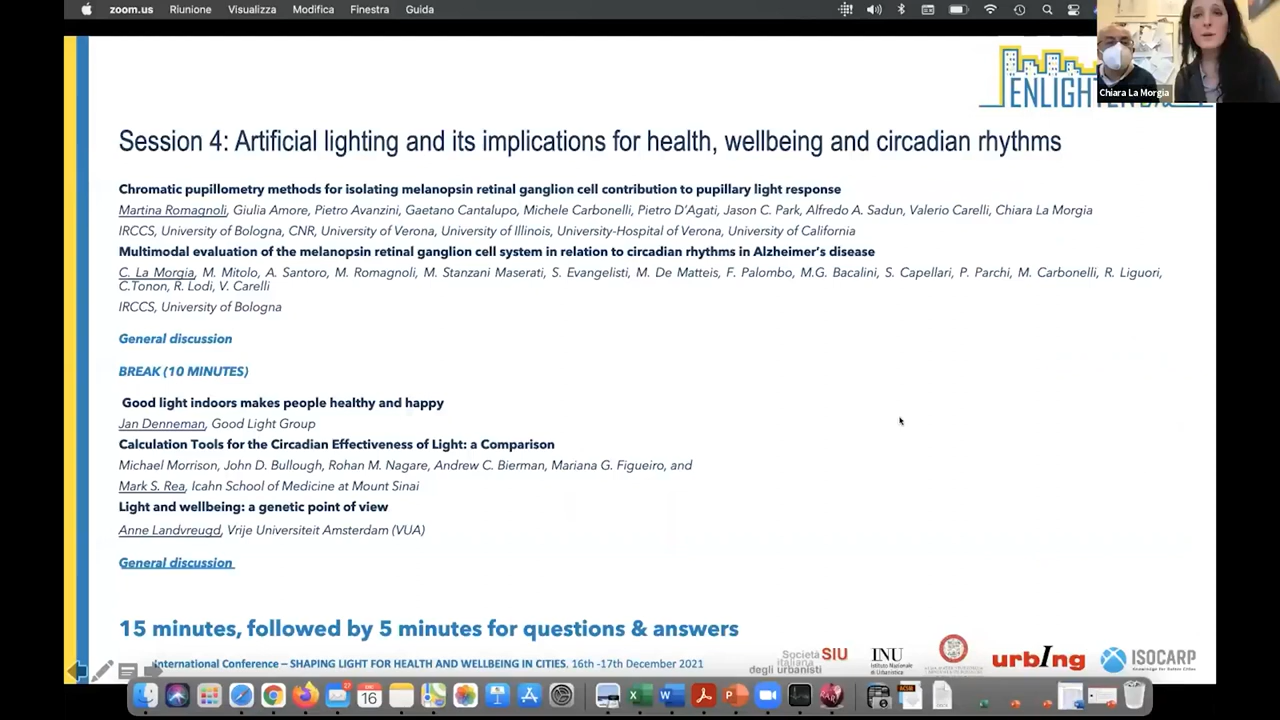 zoom.us Riunione Visualizza Modifica Finestra Guida
Chiara La Morgia
Session 4: Artificial lighting and its implications for health, wellbeing and circadian rhythms
Chromatic pupillometry methods for isolating melanopsin retinal ganglion cell contribution to pupillary light response
Martina Romagnoli, Giulia Amore, Pietro Avanzini, Gaetano Cantalupo, Michele Carbonelli, Pietro D'Agati, Jason C. Park, Alfredo A. Sadun, Valerio Carelli, Chiara La Morgia
IRCCS, University of Bologna, CNR, University of Verona, University of Illinois, University-Hospital of Verona, University of California
Multimodal evaluation of the melanopsin retinal ganglion cell system in relation to circadian rhythms in Alzheimer's disease
C. La Morgia, M. Mitolo, A. Santoro, M. Romagnoli, M. Stanzani Maserati, S. Evangelisti, M. De Matteis, F. Palombo, M.G. Bacalini, S. Capellari, P. Parchi, M. Carbonelli, R. Liguori,
C.Tonon, R. Lodi, V. Carelli
IRCCS, University of Bologna
General discussion
BREAK (10 MINUTES)
Good light indoors makes people healthy and happy
Jan Denneman, Good Light Group
Calculation Tools for the Circadian Effectiveness of Light: a Comparison
Michael Morrison, John D. Bullough, Rohan M. Nagare, Andrew C. Bierman, Mariana G. Figueiro, and
Mark S. Rea, Icahn School of Medicine at Mount Sinai
Light and wellbeing: a genetic point of view
Anne Landvreugd, Vrije Universiteit Amsterdam (VUA)
General discussion
15 minutes, followed by 5 minutes for questions & answers
International Conference – SHAPING LIGHT FOR HEALTH AND WELLBEING IN CITIES. 16th -17th December 2021
Società SIU
italiana
degli urbanisti
INU
Istituto Nazionale
di Urbanistica
urbIng
ISOCARP
DIC
16